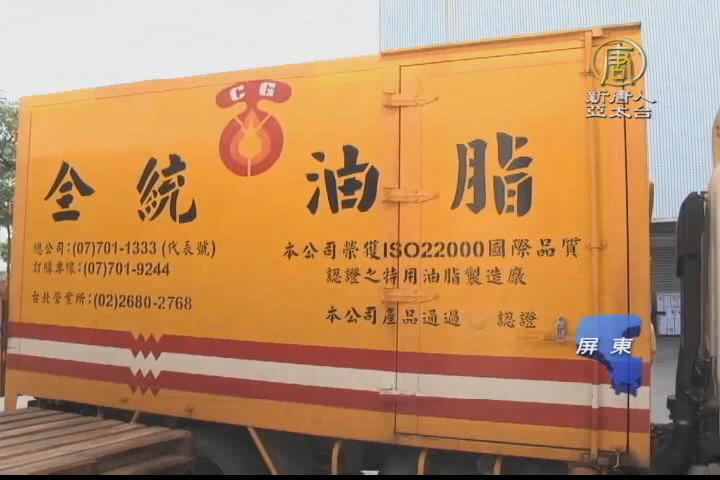 CG
全統油脂
總公司:(07)701-1333(代表號)
訂購專線:(07)701-9244
台北營業所:(02)2680-2768
本公司榮獲ISO22000國際品質
認證之特用油脂製造廠
本公司產品通過 認證
唐
新唐人
亞太台
屏東